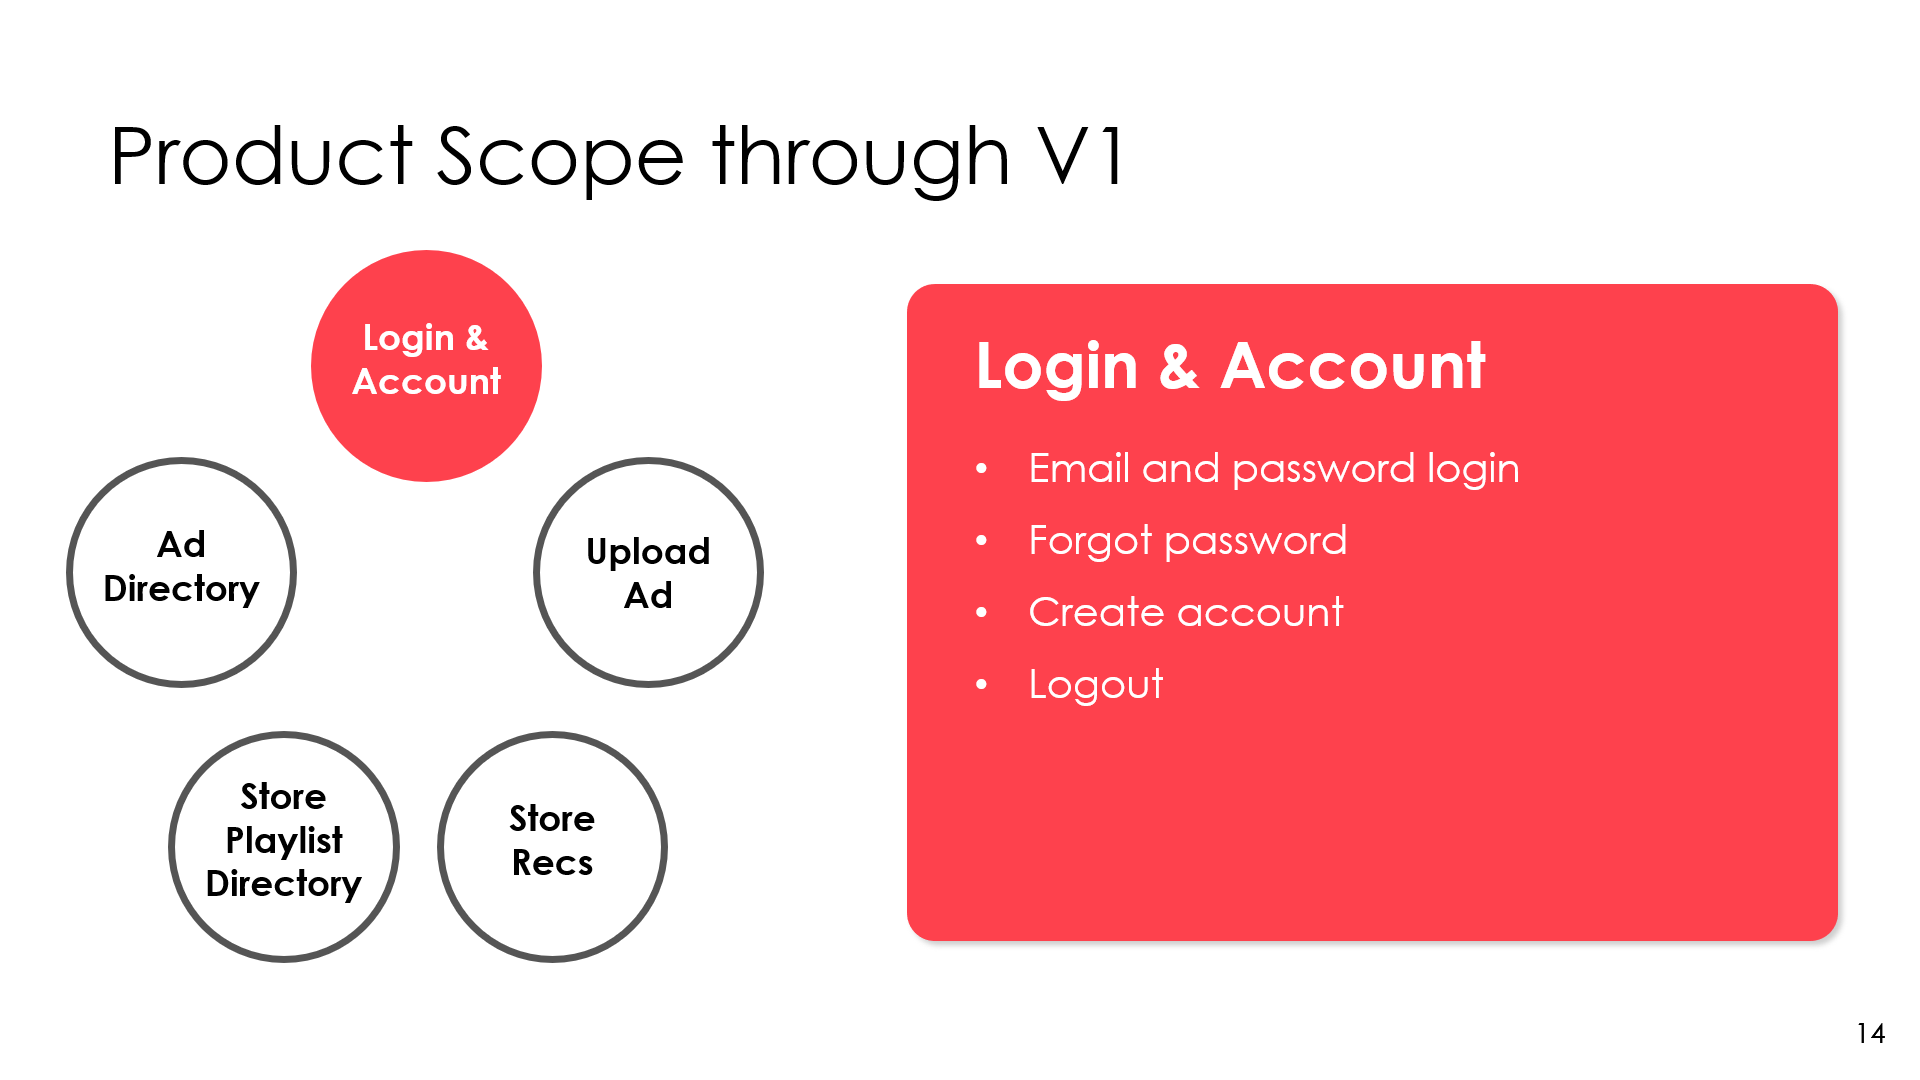 Product Scope through V1
Login &
Account
Ad
Directory
Upload
Ad
Store
Playlist
Directory
Store
Recs
Login & Account
• Email and password login
• Forgot password
• Create account
• Logout
14